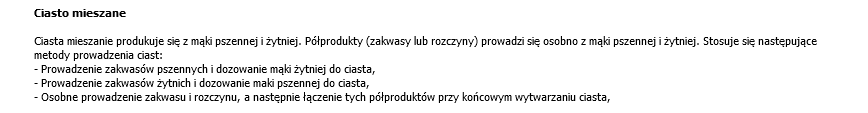 Ciasto mieszane
Ciasta mieszanie produkuje się z mąki pszennej i żytniej. Półprodukty (zakwasy lub rozczyny) prowadzi się osobno z mąki pszennej i żytniej. Stosuje się następujące
metody prowadzenia ciast:
- Prowadzenie zakwasów pszennych i dozowanie mąki żytniej do ciasta,
- Prowadzenie zakwasów żytnich i dozowanie maki pszennej do ciasta,
- Osobne prowadzenie zakwasu i rozczynu, a następnie łączenie tych półproduktów przy końcowym wytwarzaniu ciasta,